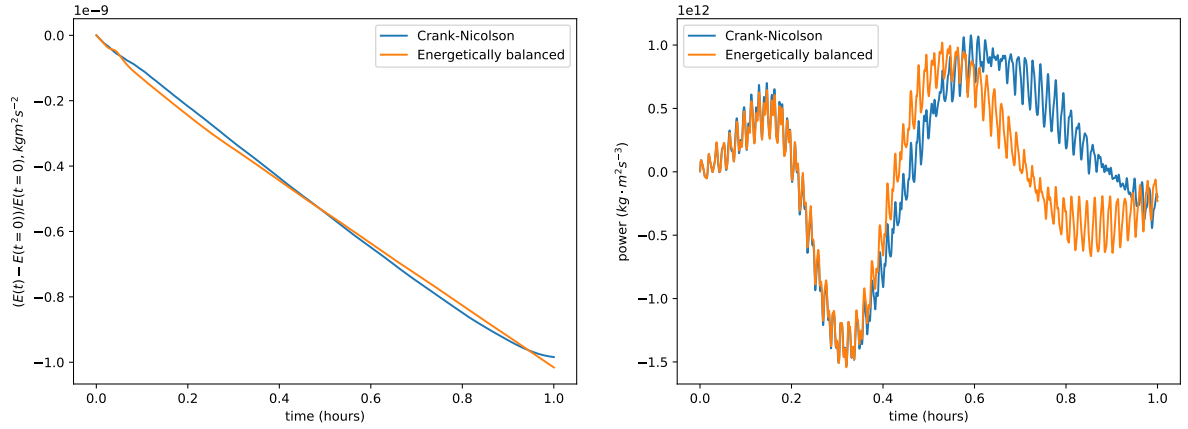 1e−9
0.0
−0.2
−0.4
−0.6
−0.8
−1.0
(E(t) − E(t = 0))/E(t = 0), kgm²s⁻²
Crank-Nicolson
Energetically balanced
0.0 0.2 0.4 0.6 0.8 1.0
time (hours)
1e12
1.0
0.5
0.0
−0.5
−1.0
−1.5
power (kg · m²s⁻³)
Crank-Nicolson
Energetically balanced
0.0 0.2 0.4 0.6 0.8 1.0
time (hours)